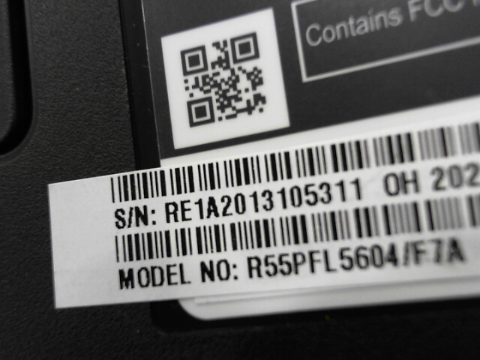 Contains FCC
S/N: RE1A2013105311 OH 202
MODEL NO: R55PFL5604/F7A